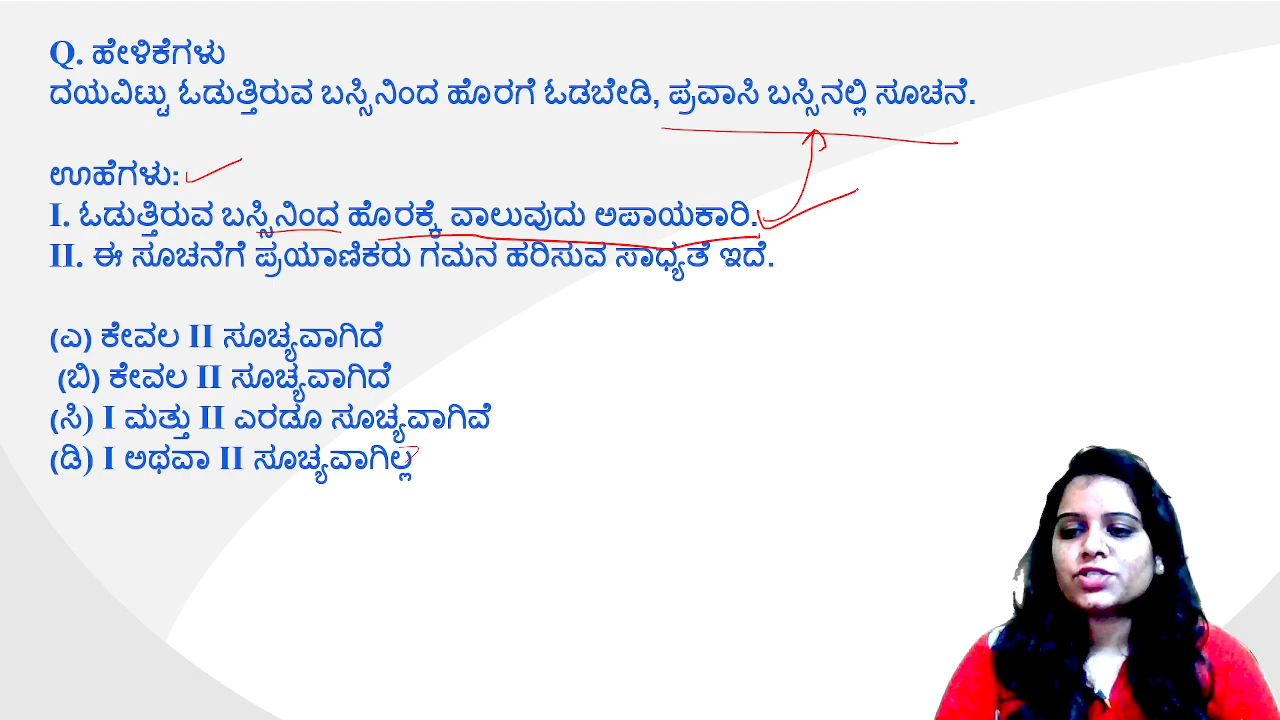 Q. ಹೇಳಿಕೆಗಳು
ದಯವಿಟ್ಟು ಓಡುತ್ತಿರುವ ಬಸ್ಸಿನಿಂದ ಹೊರಗೆ ಓಡಬೇಡಿ, ಪ್ರವಾಸಿ ಬಸ್ಸಿನಲ್ಲಿ ಸೂಚನೆ.
ಊಹೆಗಳು:
I. ಓಡುತ್ತಿರುವ ಬಸ್ಸಿನಿಂದ ಹೊರಕ್ಕೆ ವಾಲುವುದು ಅಪಾಯಕಾರಿ.
II. ಈ ಸೂಚನೆಗೆ ಪ್ರಯಾಣಿಕರು ಗಮನ ಹರಿಸುವ ಸಾಧ್ಯತೆ ಇದೆ.
(ಎ) ಕೇವಲ II ಸೂಚ್ಯವಾಗಿದೆ
(ಬಿ) ಕೇವಲ II ಸೂಚ್ಯವಾಗಿದೆ
(ಸಿ) I ಮತ್ತು II ಎರಡೂ ಸೂಚ್ಯವಾಗಿವೆ
(ಡಿ) I ಅಥವಾ II ಸೂಚ್ಯವಾಗಿಲ್ಲ